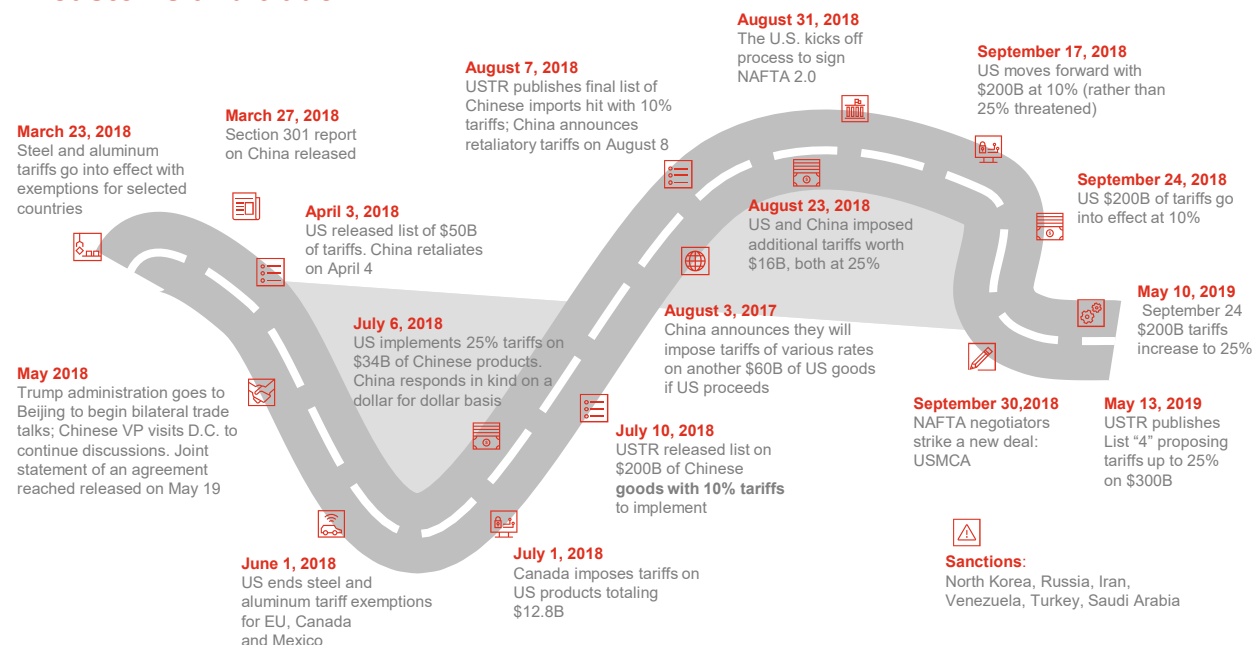 March 23, 2018
Steel and aluminum
tariffs go into effect with
exemptions for selected
countries
March 27, 2018
Section 301 report
on China released
April 3, 2018
US released list of $50B
of tariffs. China retaliates
on April 4
May 2018
Trump administration goes to
Beijing to begin bilateral trade
talks; Chinese VP visits D.C. to
continue discussions. Joint
statement of an agreement
reached released on May 19
June 1, 2018
US ends steel and
aluminum tariff exemptions
for EU, Canada
and Mexico
July 1, 2018
Canada imposes tariffs on
US products totaling
$12.8B
July 6, 2018
US implements 25% tariffs on
$34B of Chinese products.
China responds in kind on a
dollar for dollar basis
July 10, 2018
USTR released list on
$200B of Chinese
goods with 10% tariffs
to implement
August 3, 2017
China announces they will
impose tariffs of various rates
on another $60B of US goods
if US proceeds
August 7, 2018
USTR publishes final list of
Chinese imports hit with 10%
tariffs; China announces
retaliatory tariffs on August 8
August 23, 2018
US and China imposed
additional tariffs worth
$16B, both at 25%
August 31, 2018
The U.S. kicks off
process to sign
NAFTA 2.0
September 17, 2018
US moves forward with
$200B at 10% (rather than
25% threatened)
September 24, 2018
US $200B of tariffs go
into effect at 10%
September 30,2018
NAFTA negotiators
strike a new deal:
USMCA
May 10, 2019
September 24
$200B tariffs
increase to 25%
May 13, 2019
USTR publishes
List “4” proposing
tariffs up to 25%
on $300B
Sanctions:
North Korea, Russia, Iran,
Venezuela, Turkey, Saudi Arabia